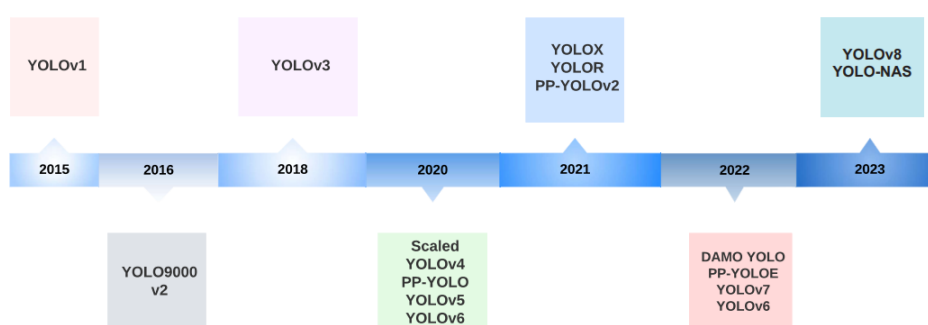 YOLOv1
YOLOv3
YOLOX
YOLOR
PP-YOLOv2
YOLOv8
YOLO-NAS
2015
2016
2018
2020
2021
2022
2023
YOLO9000
v2
Scaled
YOLOv4
PP-YOLO
YOLOv5
YOLOv6
DAMO YOLO
PP-YOLOE
YOLOv7
YOLOv6